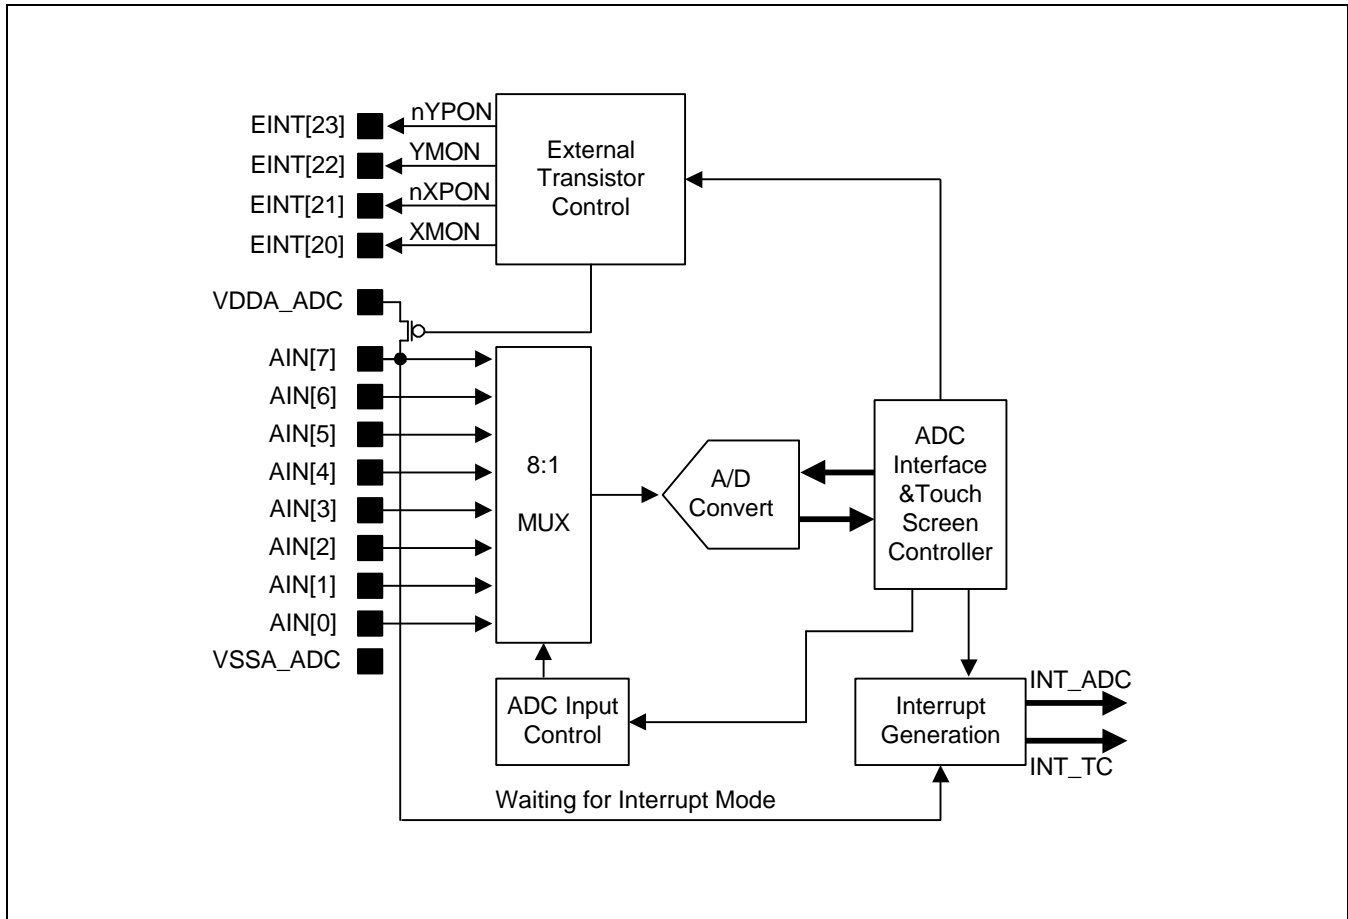 EINT[23]
nYPON
EINT[22]
YMON
EINT[21]
nXPON
EINT[20]
XMON
External
Transistor
Control
VDDA_ADC
AIN[7]
AIN[6]
AIN[5]
AIN[4]
AIN[3]
AIN[2]
AIN[1]
AIN[0]
VSSA_ADC
8:1
MUX
A/D
Convert
ADC
Interface
&Touch
Screen
Controller
ADC Input
Control
Interrupt
Generation
INT_ADC
INT_TC
Waiting for Interrupt Mode